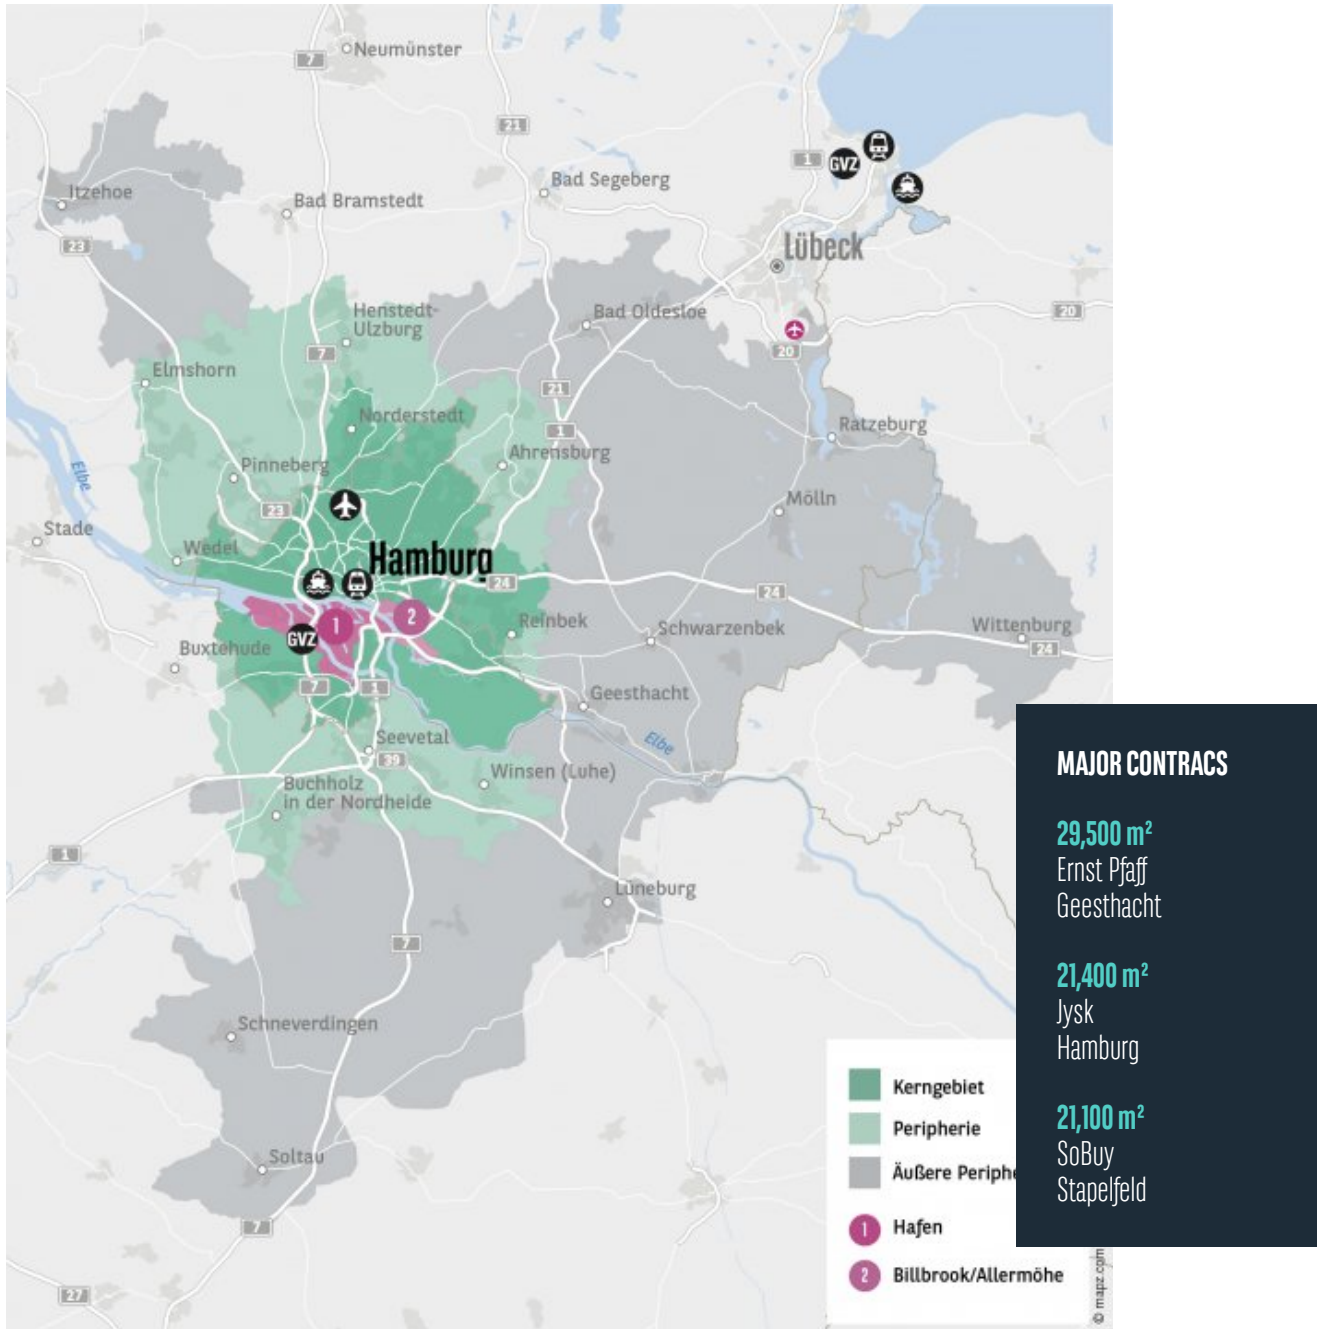 Neumünster
7
21
1
GVZ
Itzehoe
Bad Segeberg
Bad Bramstedt
23
Lübeck
Henstedt-
Ulzburg
Bad Oldesloe
20
7
20
Elmshorn
21
Norderstedt
1
Ratzeburg
Ahrensburg
Pinneberg
Elbe
Mölln
23
Stade
Wedel
Hamburg
24
24
1
2
Reinbek
Schwarzenbek
Wittenburg
GVZ
Buxtehude
24
7
1
Geesthacht
Seevetal
Elbe
39
Winsen (Luhe)
Buchholz
in der Nordheide
1
Lüneburg
7
Schneverdingen
Soltau
7
27
MAJOR CONTRACS
29,500 m²
Ernst Pfaff
Geesthacht
21,400 m²
Jysk
Hamburg
21,100 m²
SoBuy
Stapelfeld
Kerngebiet
Peripherie
Äußere Periphe
1 Hafen
2 Billbrook/Allermöhe
© mapz.com